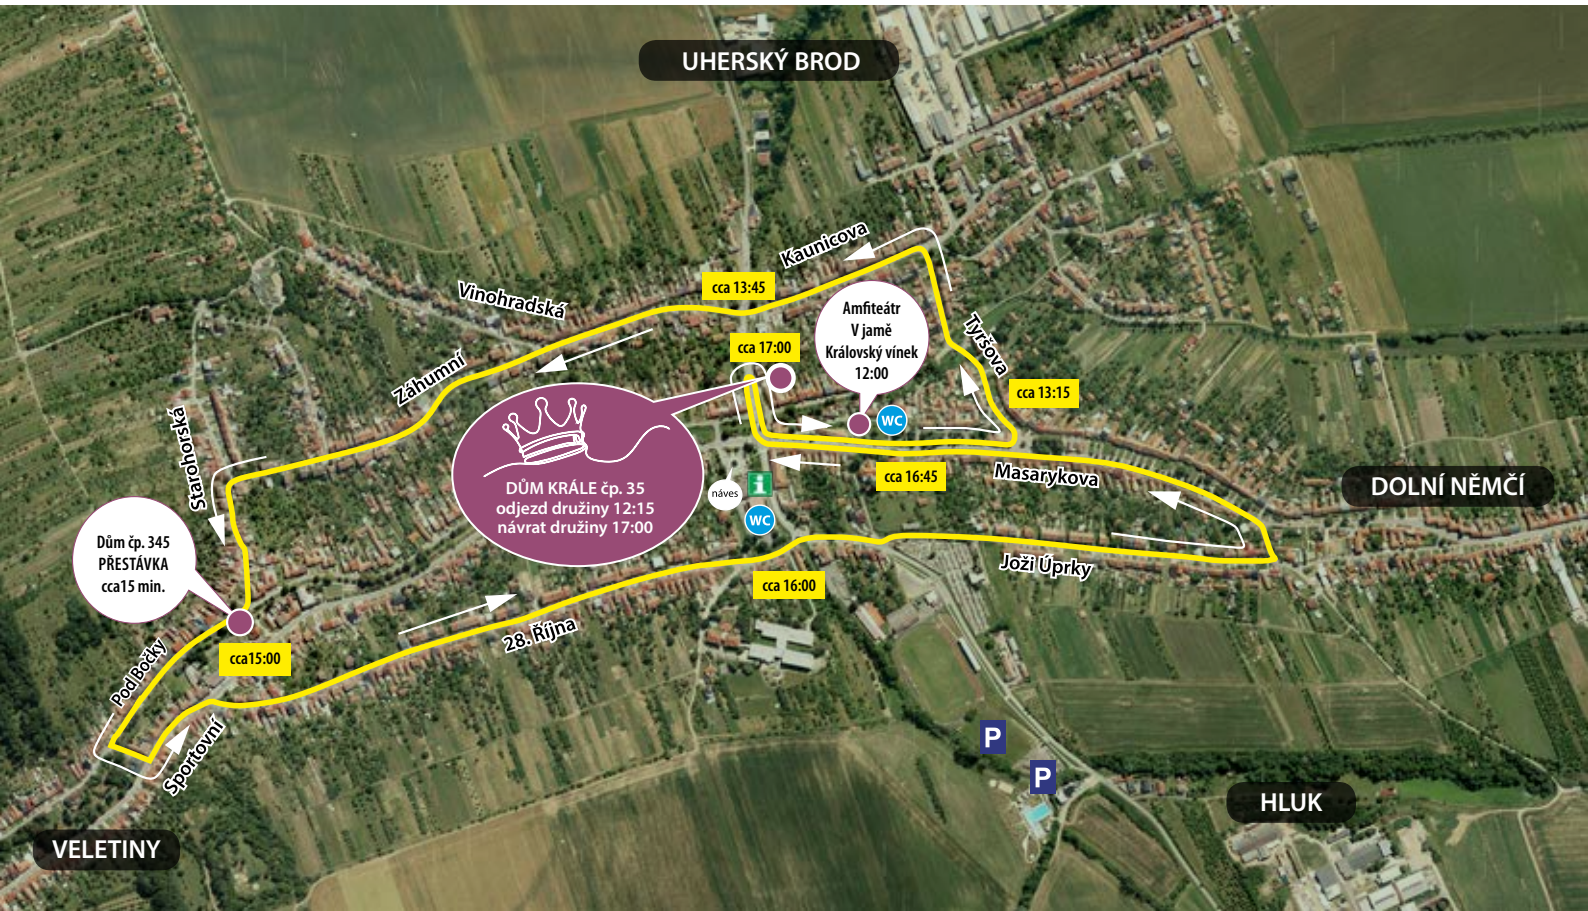 UHERSKÝ BROD
Kaunicova
Vinohradská
cca 13:45
Amfiteátr
V jamě
Královský vínek
12:00
cca 17:00
Tyršova
Záhumní
cca 13:15
WC
Starohorská
DŮM KRÁLE čp. 35
odjezd družiny 12:15
návrat družiny 17:00
náves
i
WC
cca 16:45
Masarykova
DOLNÍ NĚMČÍ
Dům čp. 345
PŘESTÁVKA
cca15 min.
Joži Úprky
cca 16:00
28. Října
cca15:00
Pod Bočky
Sportovní
P
P
HLUK
VELETINY